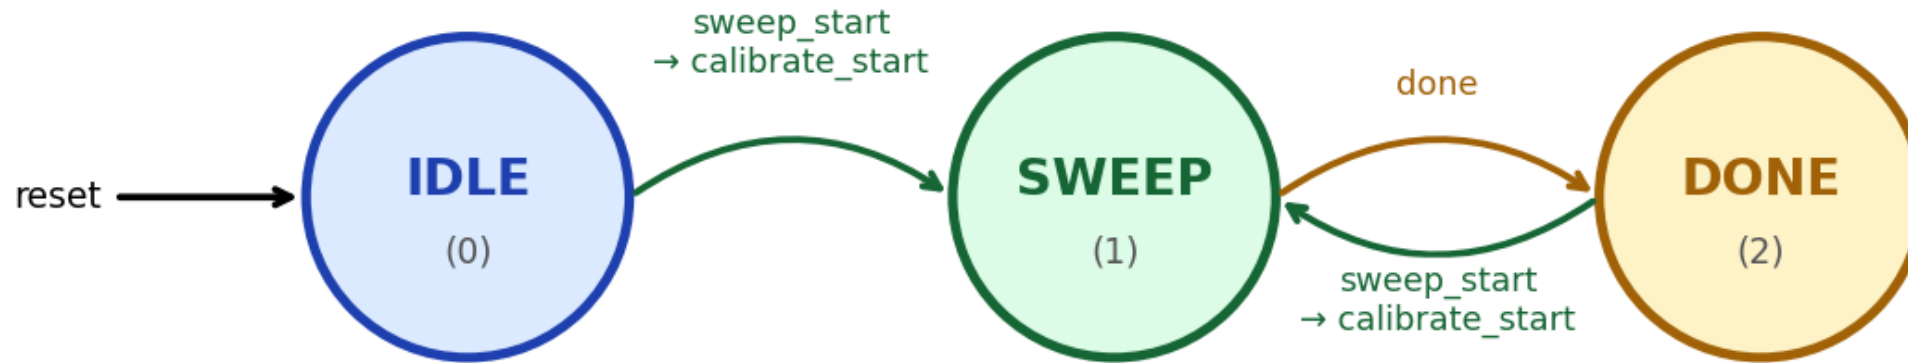 sweep_start
→ calibrate_start
done
reset
IDLE
(0)
SWEEP
(1)
DONE
(2)
sweep_start
→ calibrate_start